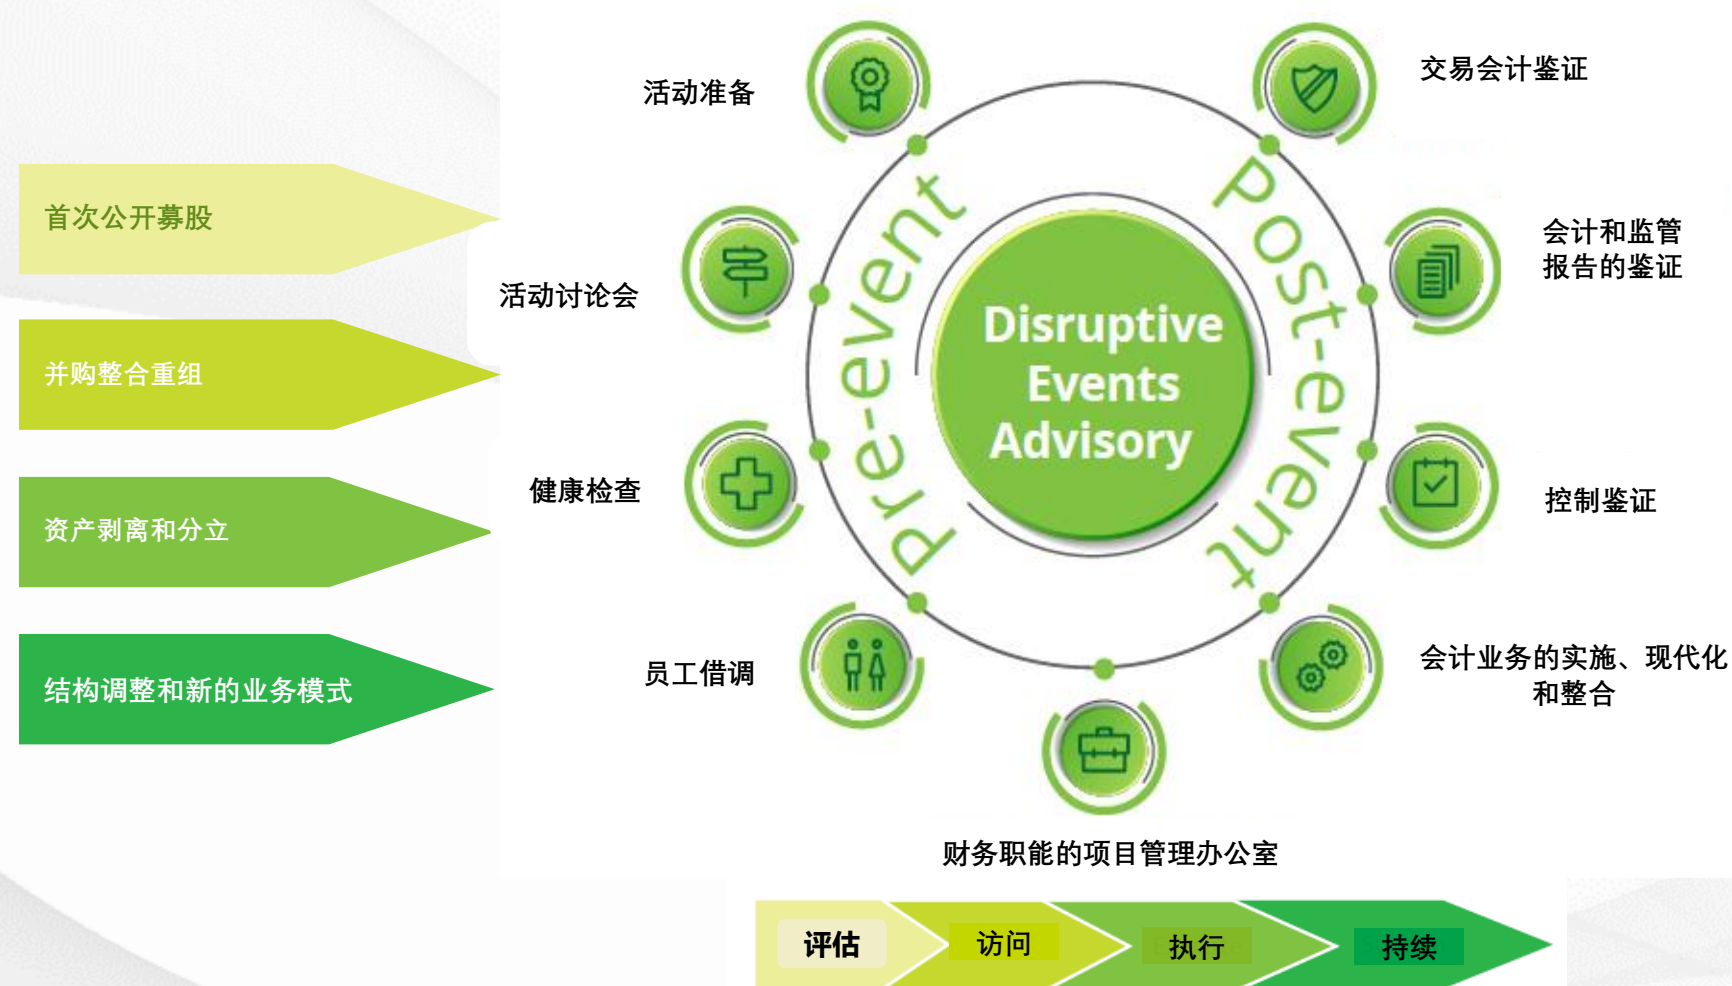 首次公开募股
并购整合重组
资产剥离和分立
结构调整和新的业务模式
活动准备
活动讨论会
健康检查
员工借调
Pre-event
Disruptive
Events
Advisory
Post-event
交易会计鉴证
会计和监管
报告的鉴证
控制鉴证
会计业务的实施、现代化
和整合
财务职能的项目管理办公室
评估
访问
执行
持续